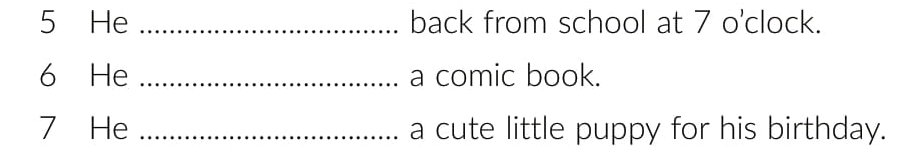 5 He .................................. back from school at 7 o'clock.
6 He .................................. a comic book.
7 He .................................. a cute little puppy for his birthday.